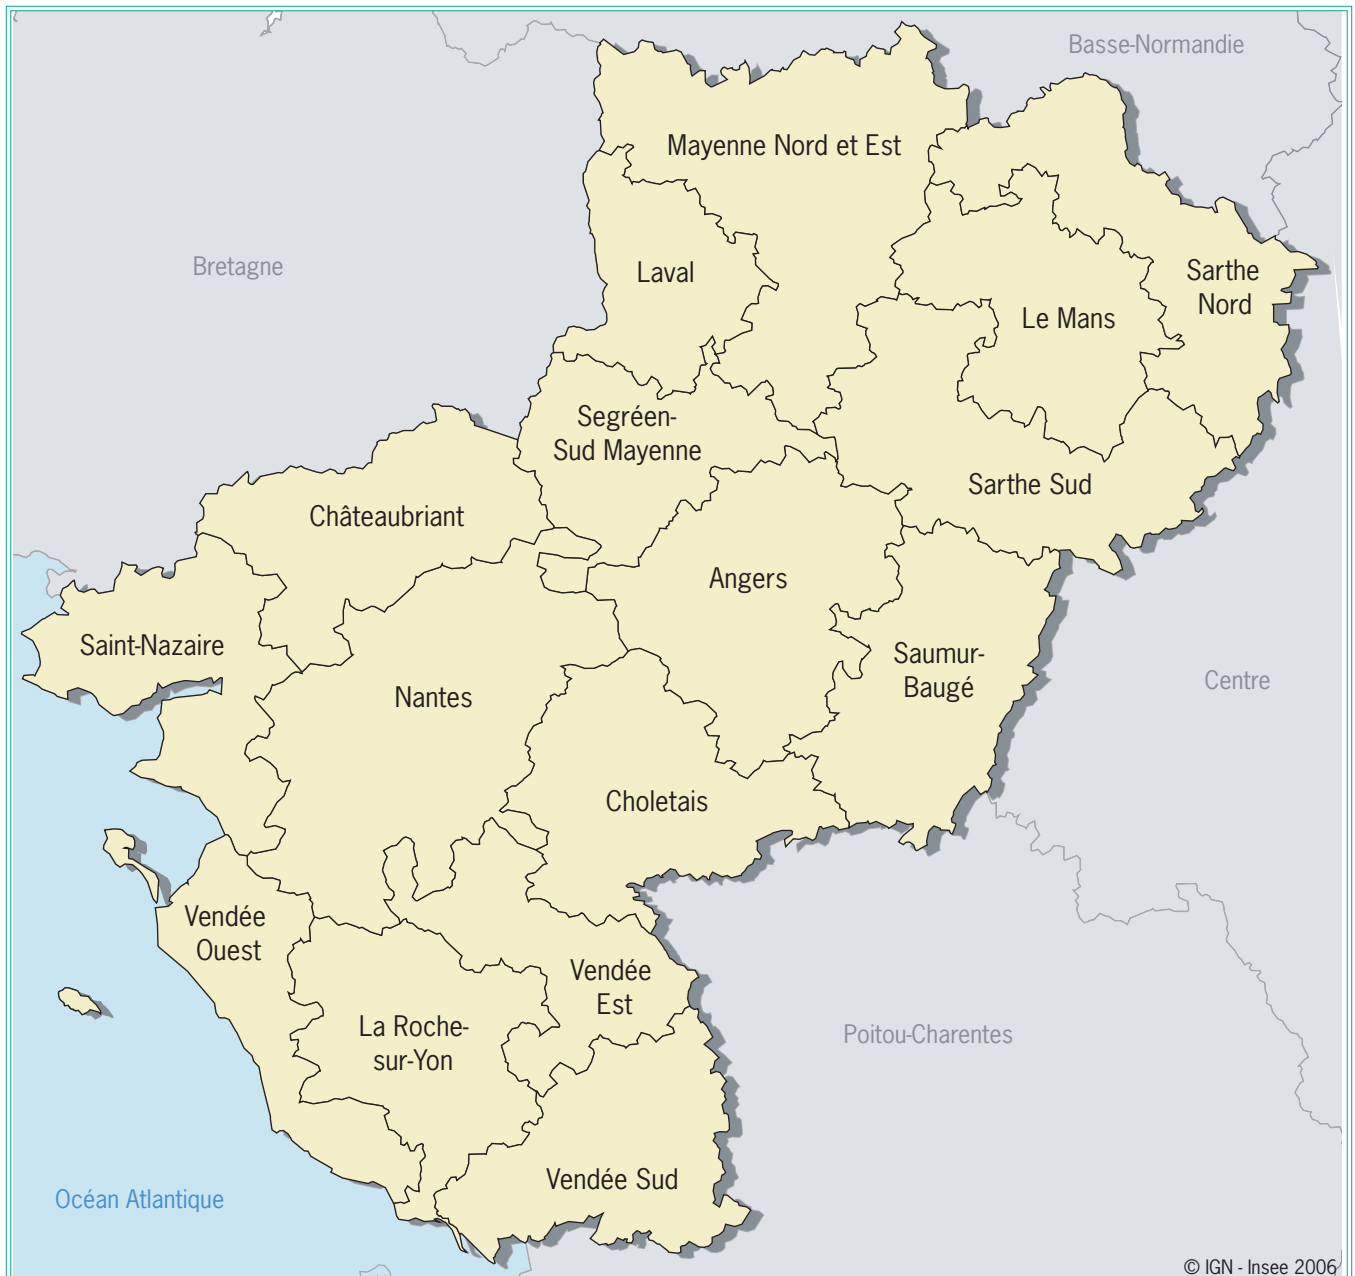 Basse-Normandie
Mayenne Nord et Est
Bretagne
Laval
Sarthe
Nord
Le Mans
Segréen-
Sud Mayenne
Sarthe Sud
Châteaubriant
Angers
Saint-Nazaire
Saumur-
Baugé
Centre
Nantes
Choletais
Vendée
Ouest
Vendée
Est
La Roche-
sur-Yon
Poitou-Charentes
Vendée Sud
Océan Atlantique
© IGN - Insee 2006